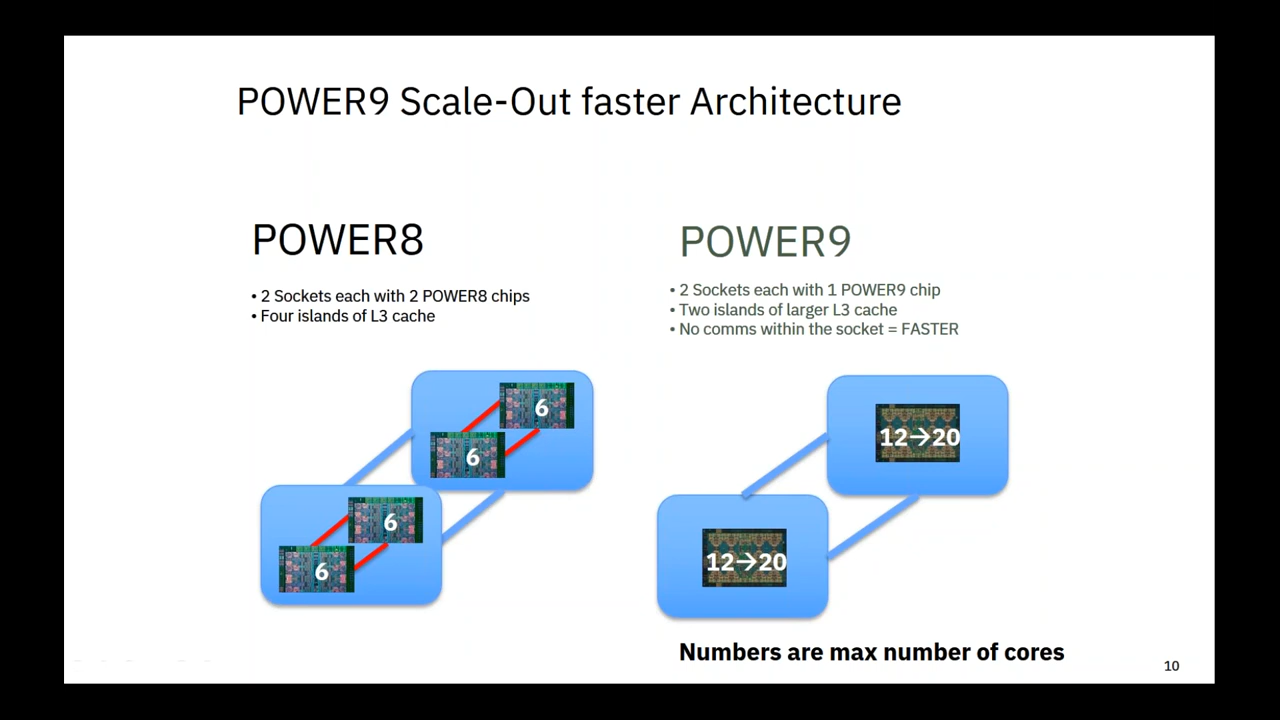 POWER9 Scale-Out faster Architecture
POWER8
• 2 Sockets each with 2 POWER8 chips
• Four islands of L3 cache
6
6
6
6
POWER9
• 2 Sockets each with 1 POWER9 chip
• Two islands of larger L3 cache
• No comms within the socket = FASTER
12→20
12→20
Numbers are max number of cores
10